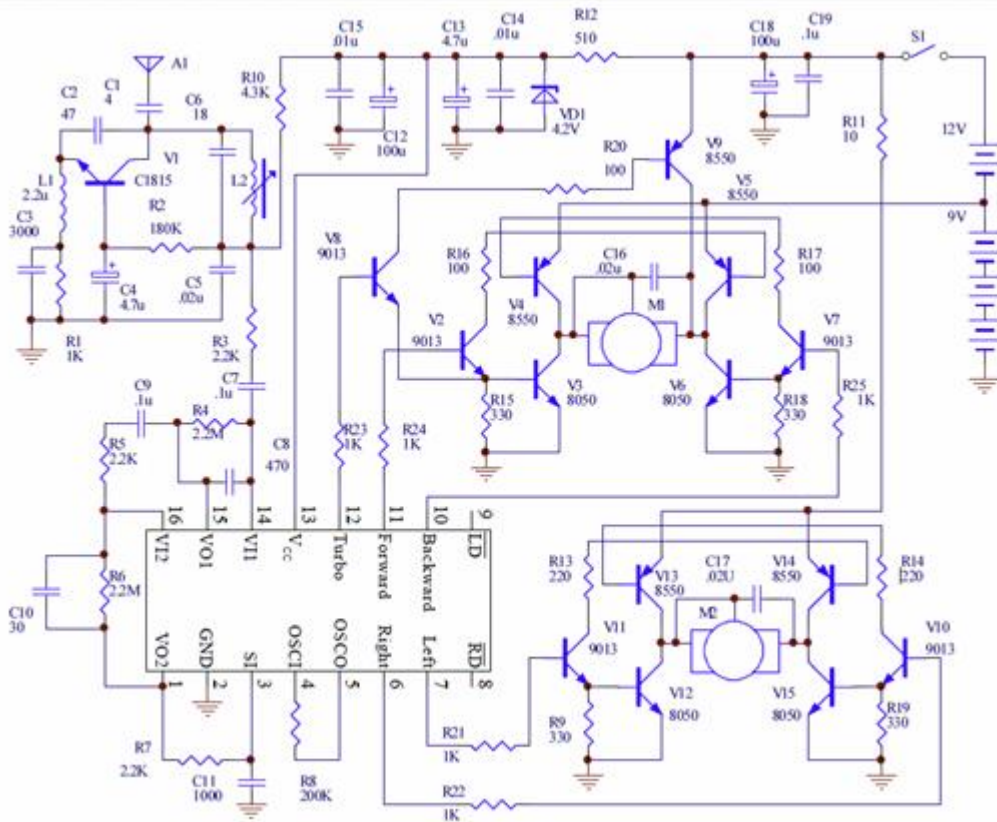 C15
.01u
C13
4.7u
C14
.01u
R12
510
C18
100u
C19
.1u
S1
A1
C1
4
C2
47
C6
18
R10
4.3K
C12
100u
VD1
4.2V
R11
10
12V
V1
C1815
L1
2.2u
L2
R20
100
V9
8550
V5
8550
C3
3000
R2
180K
9V
V8
9013
R16
100
C16
.02u
R17
100
C4
4.7u
C5
.02u
M1
V4
8550
R1
1K
R3
2.2K
V2
9013
V7
9013
C7
.1u
V3
8050
V6
8050
R15
330
R18
330
R25
1K
C9
.1u
R4
2.2M
R5
2.2K
C8
470
R23
1K
R24
1K
16
15
14
13
12
11
10
9
VI2
VO1
VI1
VCC
Turbo
Forward
Backward
LD
R6
2.2M
C10
30
VO2
GND
SI
OSCI
OSCO
Right
Left
RD
1
2
3
4
5
6
7
8
R13
220
C17
.02U
V14
8550
R14
220
V13
8550
M2
V11
9013
V10
9013
V12
8050
V15
8050
R9
330
R19
330
R7
2.2K
C11
1000
R8
200K
R21
1K
R22
1K